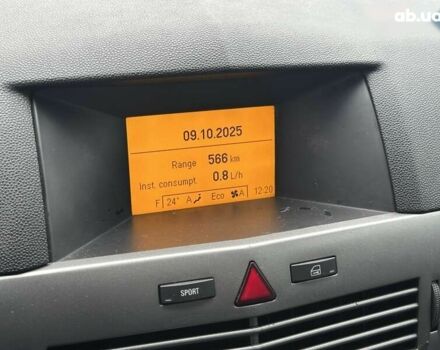 ab.ua
09.10.2025
Range 566 km
Inst. consumpt. 0.8 L/h
F 24° A Eco A 12:20
SPORT